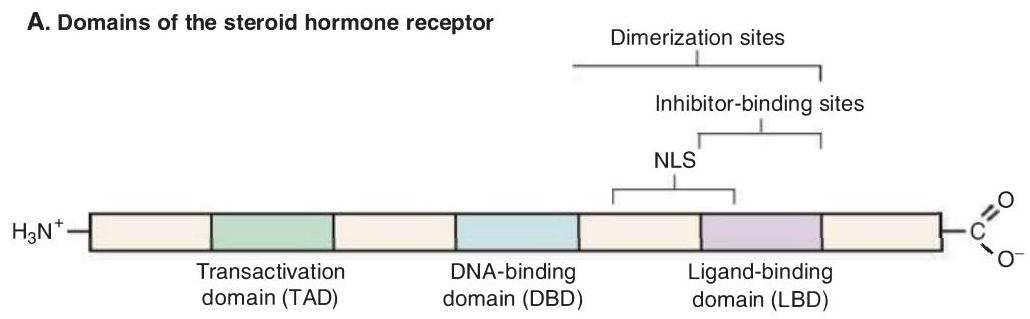 A. Domains of the steroid hormone receptor
Dimerization sites
Inhibitor-binding sites
NLS
H₃N⁺
C
O
O⁻
Transactivation
domain (TAD)
DNA-binding
domain (DBD)
Ligand-binding
domain (LBD)